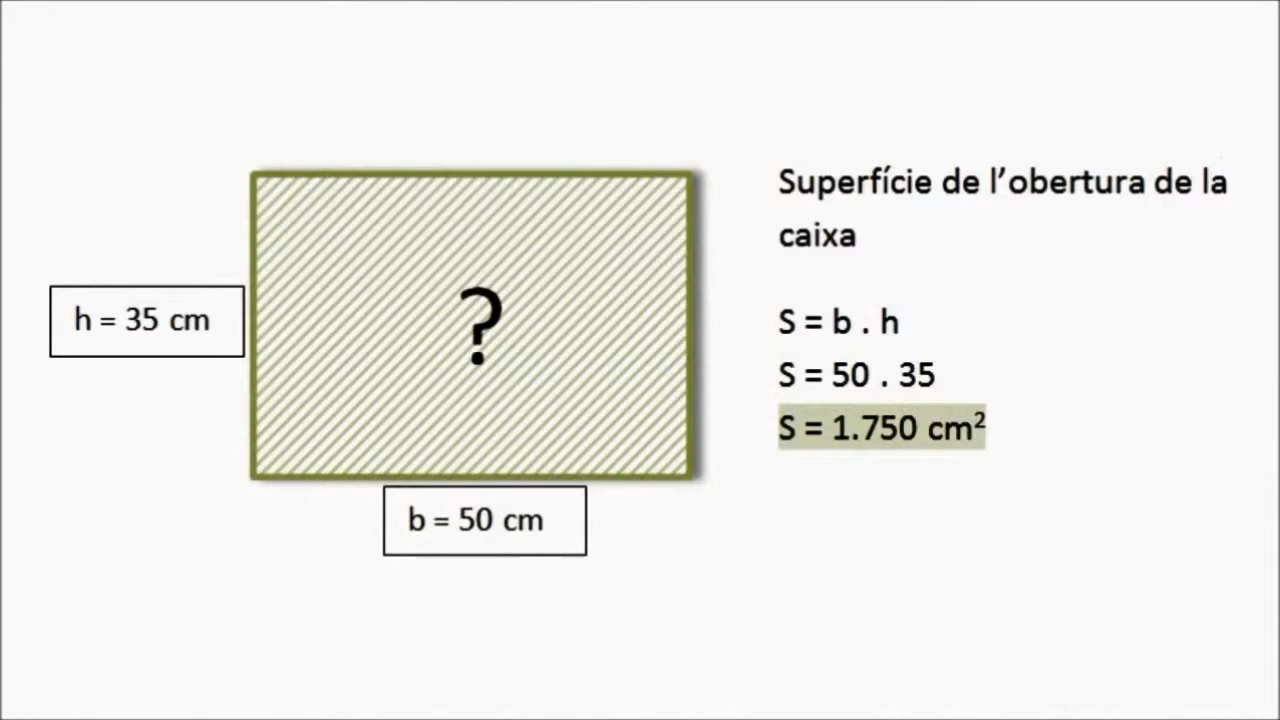 Superfície de l’obertura de la
caixa
h = 35 cm
?
S = b . h
S = 50 . 35
S = 1.750 cm²
b = 50 cm